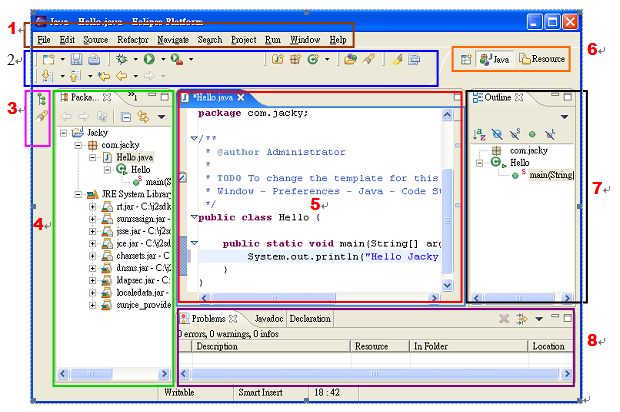 1
Java - Hello.java - Eclipse Platform
File Edit Source Refactor Navigate Search Project Run Window Help
2
Java Resource
6
3
Packa...
*Hello.java
Outline
Jacky
com.jacky
Hello.java
Hello
main(S
JRE System Library
rt.jar - C:\j2sdk
sunrsasign.jar -
jsse.jar - C:\j2s
jce.jar - C:\j2sd
charsets.jar - C
dnsns.jar - C:\j2
ldapsec.jar - C:
localedata.jar -
sunjce_provide
4
package com.jacky;
/**
* @author Administrator
*
* TODO To change the template for this
* Window - Preferences - Java - Code S
*/
public class Hello {
public static void main(String[] arg
System.out.println("Hello Jacky
}
}
5
com.jacky
Hello
main(String[
7
Problems Javadoc Declaration
0 errors, 0 warnings, 0 infos
Description Resource In Folder Location
8
Writable Smart Insert 18 : 42